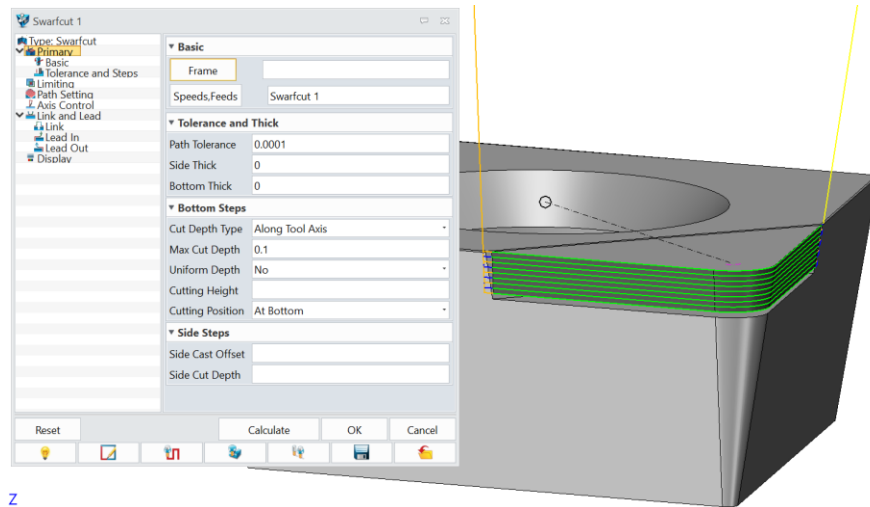 Swarfcut 1
Type: Swarfcut
Primary
Basic
Tolerance and Steps
Limiting
Path Setting
Axis Control
Link and Lead
Link
Lead In
Lead Out
Display
Basic
Frame
Speeds,Feeds Swarfcut 1
Tolerance and Thick
Path Tolerance 0.0001
Side Thick 0
Bottom Thick 0
Bottom Steps
Cut Depth Type Along Tool Axis
Max Cut Depth 0.1
Uniform Depth No
Cutting Height
Cutting Position At Bottom
Side Steps
Side Cast Offset
Side Cut Depth
Reset Calculate OK Cancel
Z